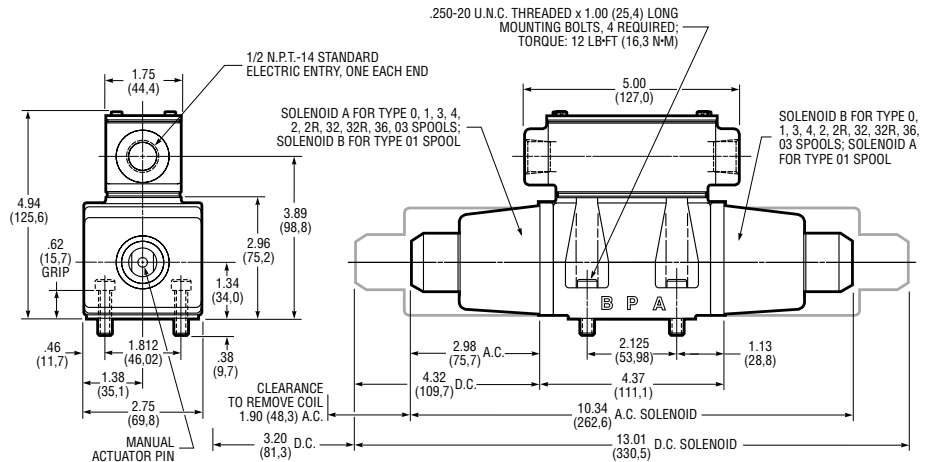 .250-20 U.N.C. THREADED x 1.00 (25,4) LONG
MOUNTING BOLTS, 4 REQUIRED;
TORQUE: 12 LB•FT (16,3 N•M)
1/2 N.P.T.-14 STANDARD
ELECTRIC ENTRY, ONE EACH END
1.75
(44,4)
5.00
(127,0)
SOLENOID A FOR TYPE 0, 1, 3, 4,
2, 2R, 32, 32R, 36, 03 SPOOLS;
SOLENOID B FOR TYPE 01 SPOOL
SOLENOID B FOR TYPE 0,
1, 3, 4, 2, 2R, 32, 32R, 36,
03 SPOOLS; SOLENOID A
FOR TYPE 01 SPOOL
4.94
(125,6)
3.89
(98,8)
2.96
(75,2)
.62
(15,7)
GRIP
1.34
(34,0)
B P A
.46
(11,7)
1.812
(46,02)
.38
(9,7)
2.98
(75,7) A.C.
2.125
(53,98)
1.13
(28,8)
1.38
(35,1)
4.32
(109,7) D.C.
4.37
(111,1)
2.75
(69,8)
CLEARANCE
TO REMOVE COIL
1.90 (48,3) A.C.
10.34
(262,6) A.C. SOLENOID
MANUAL
ACTUATOR PIN
3.20
(81,3) D.C.
13.01
(330,5) D.C. SOLENOID